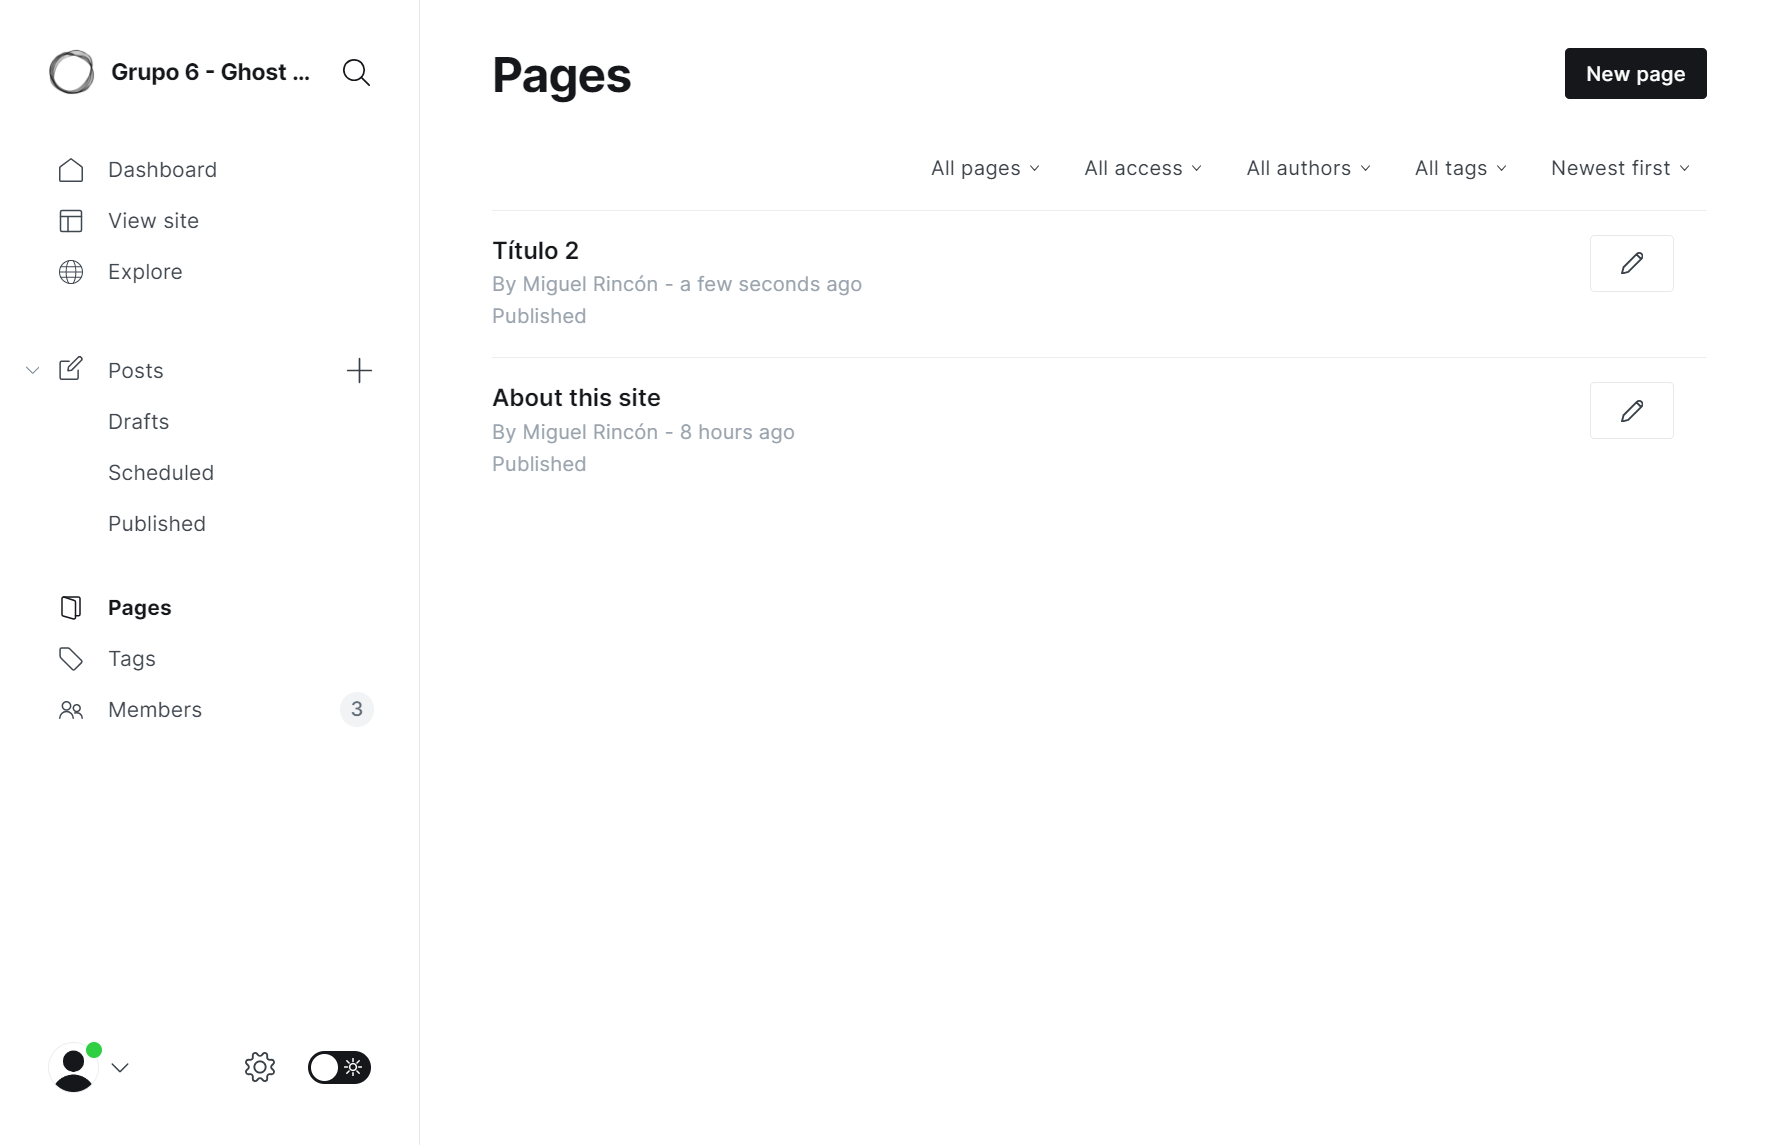 Grupo 6 - Ghost ...
Dashboard
View site
Explore
Posts
Drafts
Scheduled
Published
Pages
Tags
Members
3
Pages
New page
All pages
All access
All authors
All tags
Newest first
Título 2
By Miguel Rincón - a few seconds ago
Published
About this site
By Miguel Rincón - 8 hours ago
Published